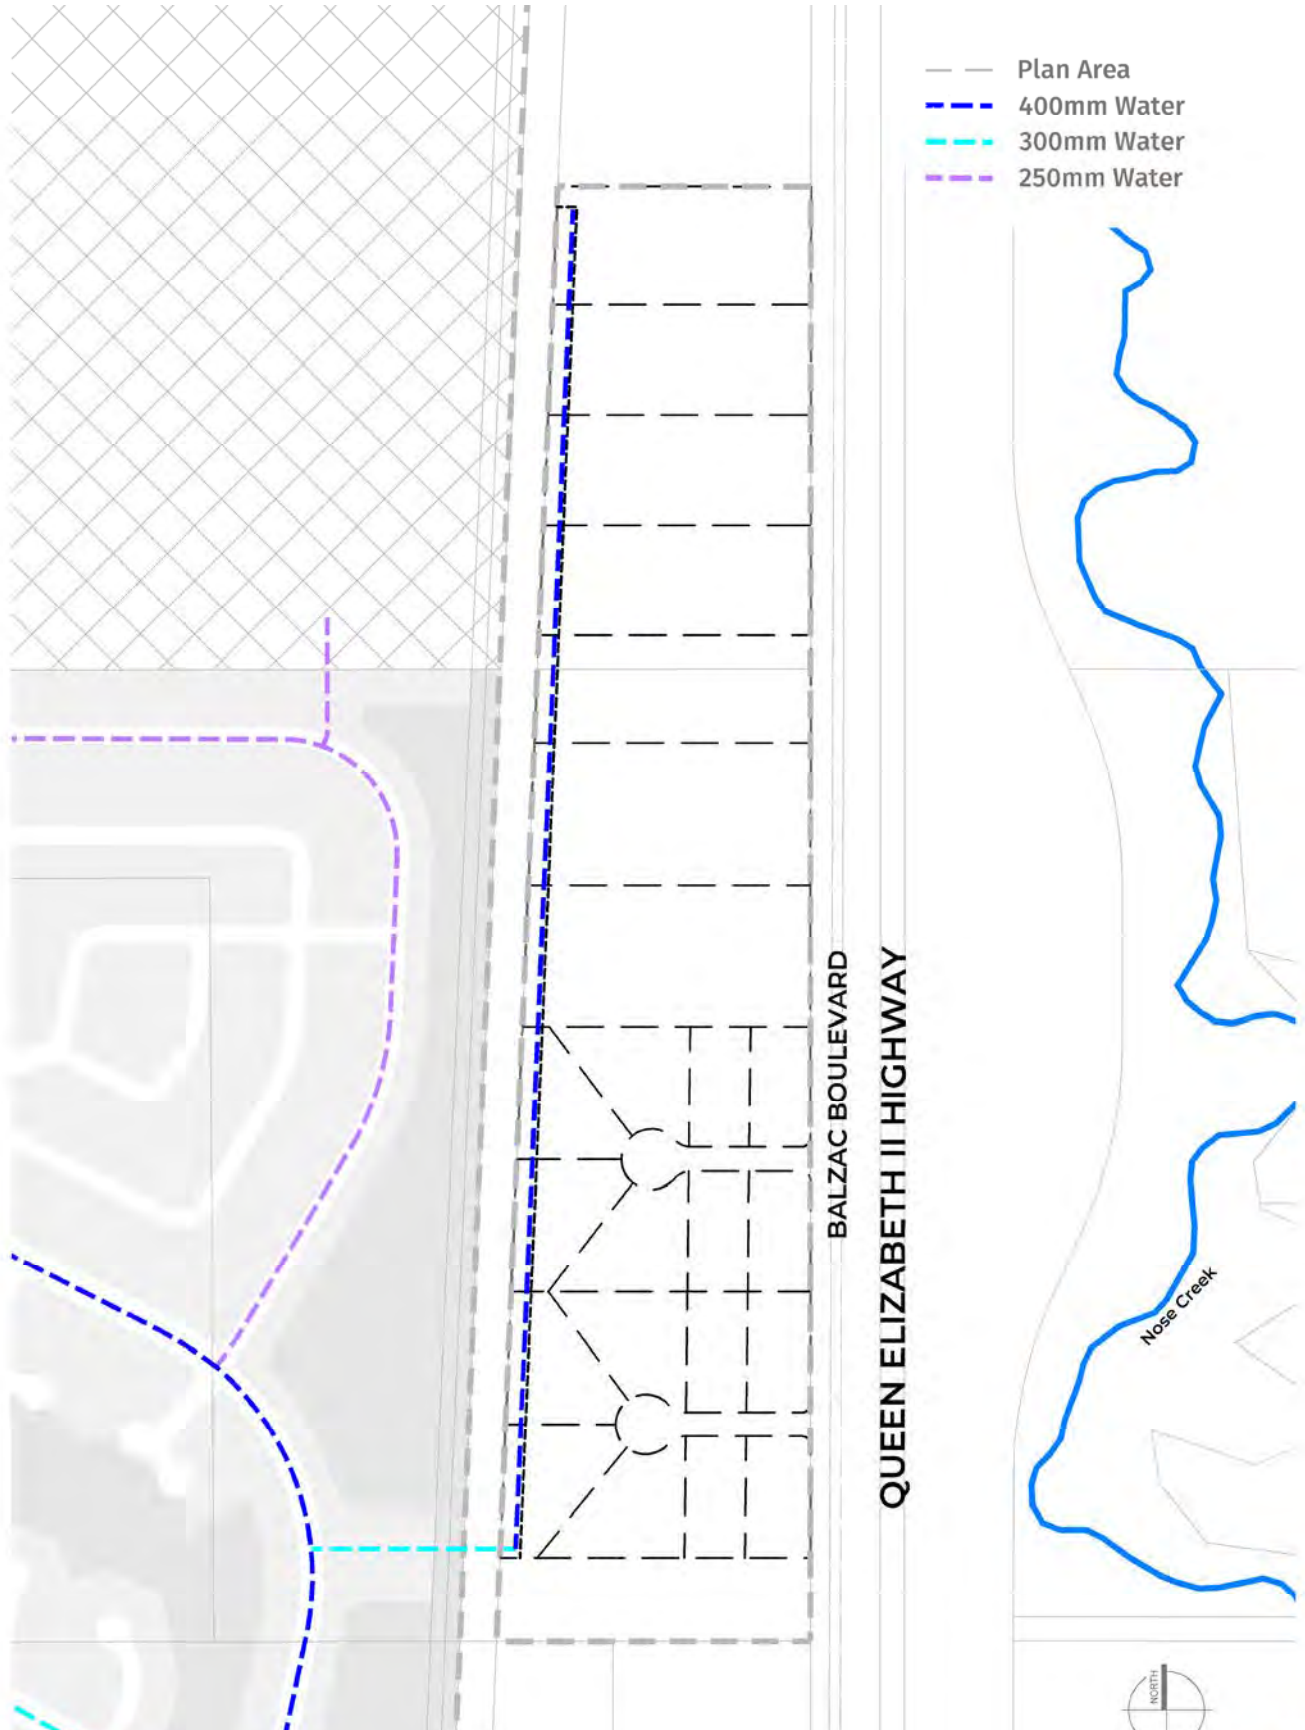 Plan Area
400mm Water
300mm Water
250mm Water
BALZAC BOULEVARD
QUEEN ELIZABETH II HIGHWAY
Nose Creek
NORTH